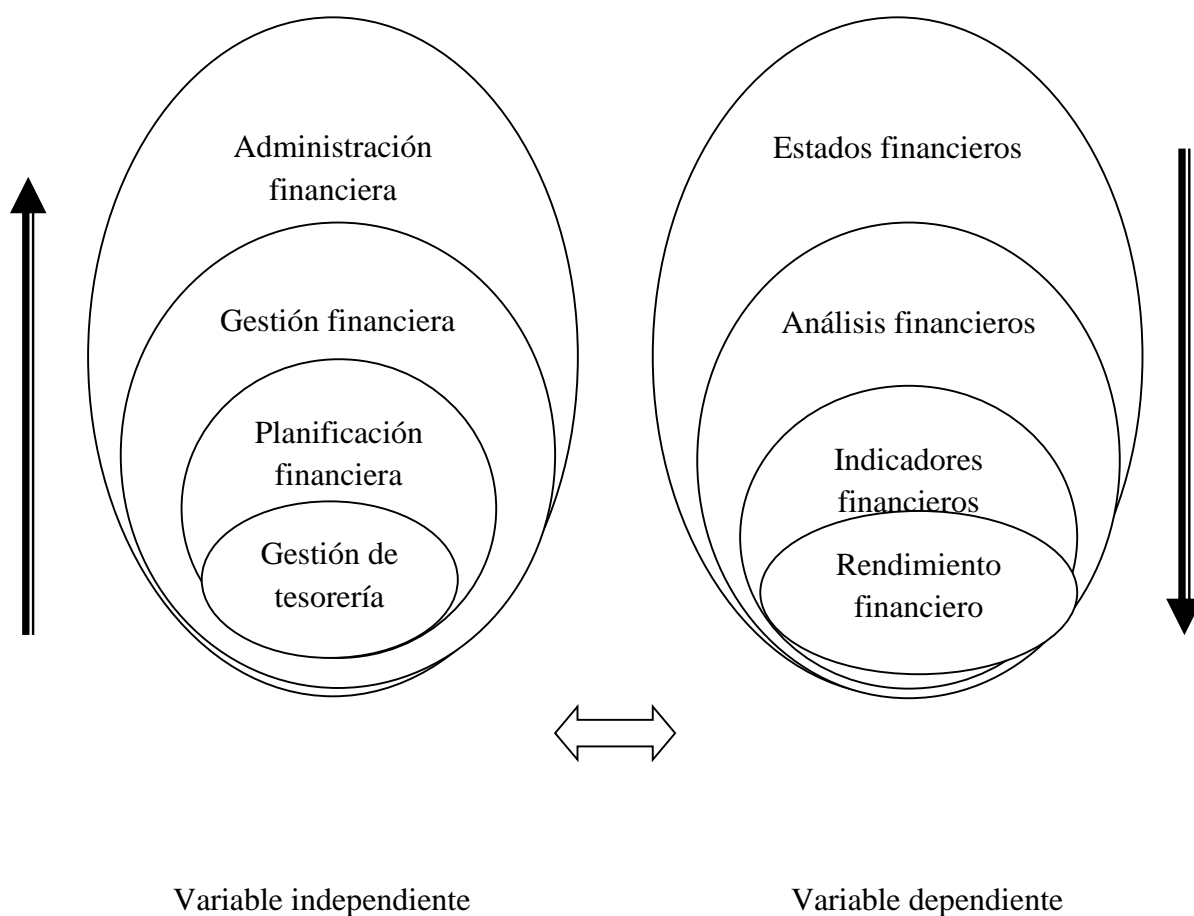 Administración
financiera
Gestión financiera
Planificación
financiera
Gestión de
tesorería
Estados financieros
Análisis financieros
Indicadores
financieros
Rendimiento
financiero
Variable independiente
Variable dependiente